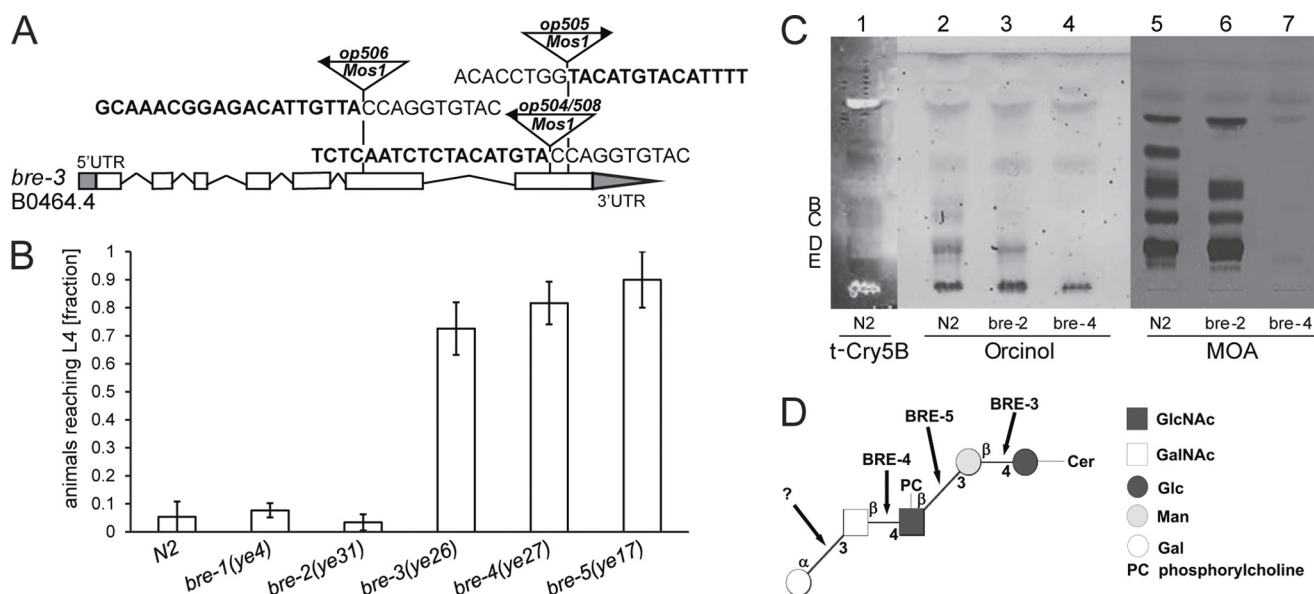 A
op506
Mos1
op505
Mos1
ACACCTGGTACATGTACATTTT
GCAAACGGAGACATTGTTACCAGGTGTAC
op504/508
Mos1
TCTCAATCTCTACATGTACCAGGTGTAC
5'UTR
bre-3
B0464.4
3'UTR
B
animals reaching L4 [fraction]
1
0.9
0.8
0.7
0.6
0.5
0.4
0.3
0.2
0.1
0
N2
bre-1(ye4)
bre-2(ye31)
bre-3(ye26)
bre-4(ye27)
bre-5(ye17)
C
1 2 3 4 5 6 7
B
C
D
E
N2 N2 bre-2 bre-4 N2 bre-2 bre-4
t-Cry5B Orcinol MOA
D
BRE-3
BRE-5
BRE-4
β
4
Cer
PC
β
3
?
β
4
3
α
GlcNAc
GalNAc
Glc
Man
Gal
PC phosphorylcholine